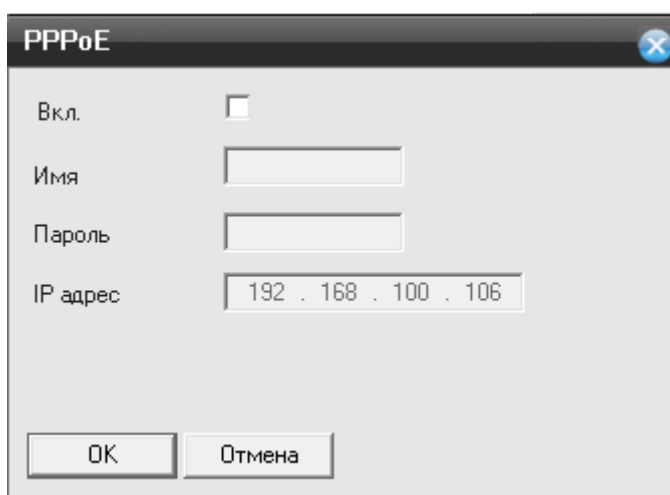 PPPoE
Вкл.
Имя
Пароль
IP адрес 192 . 168 . 100 . 106
OK Отмена